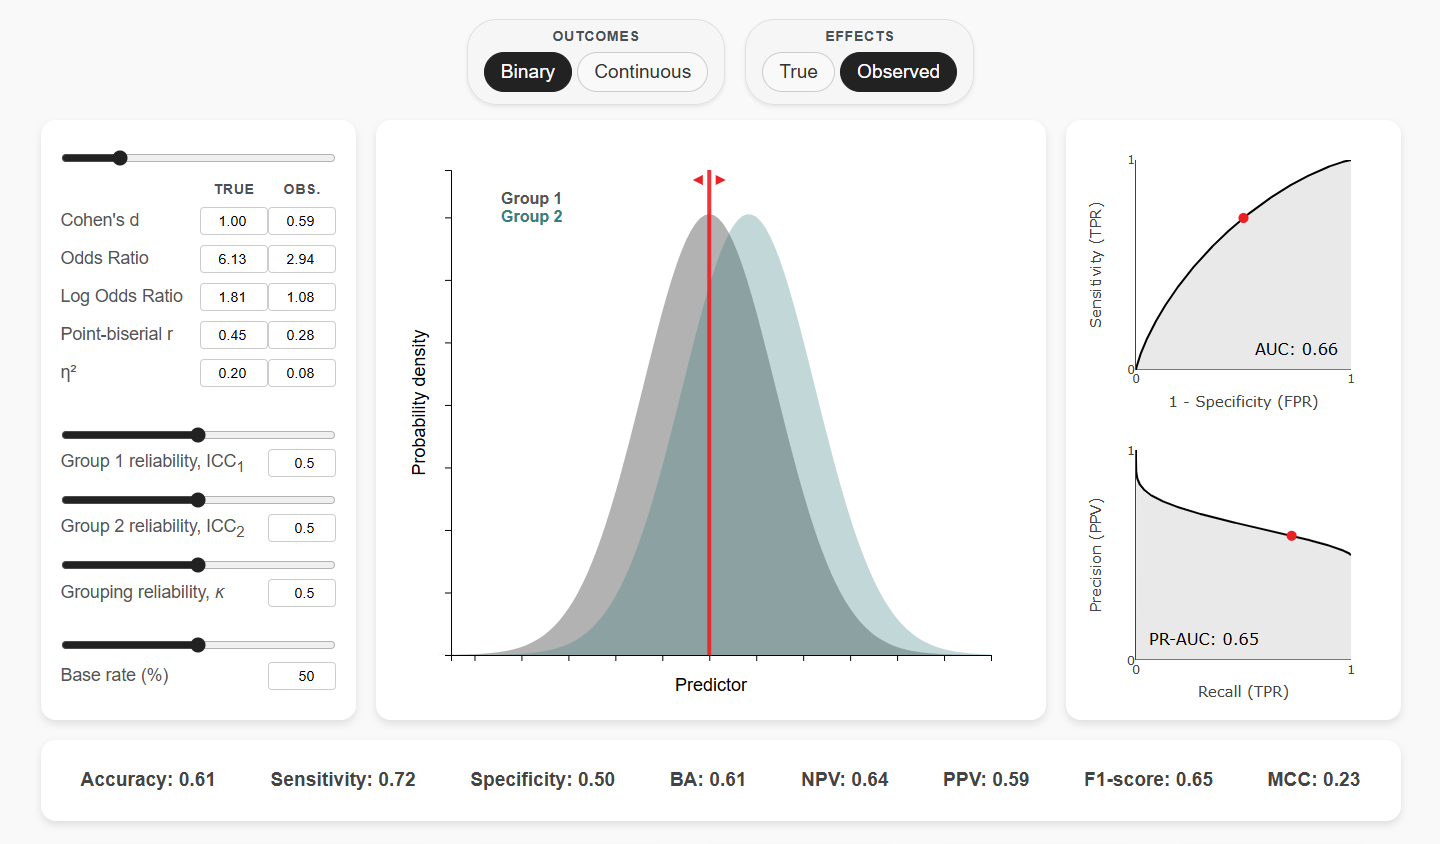 OUTCOMES
Binary Continuous
EFFECTS
True Observed
TRUE OBS.
Cohen's d 1.00 0.59
Odds Ratio 6.13 2.94
Log Odds Ratio 1.81 1.08
Point-biserial r 0.45 0.28
η² 0.20 0.08
Group 1 reliability, ICC1 0.5
Group 2 reliability, ICC2 0.5
Grouping reliability, κ 0.5
Base rate (%) 50
Group 1
Group 2
Probability density
Predictor
1
Sensitivity (TPR)
AUC: 0.66
0
0 1
1 - Specificity (FPR)
1
Precision (PPV)
PR-AUC: 0.65
0
0 1
Recall (TPR)
Accuracy: 0.61 Sensitivity: 0.72 Specificity: 0.50 BA: 0.61 NPV: 0.64 PPV: 0.59 F1-score: 0.65 MCC: 0.23